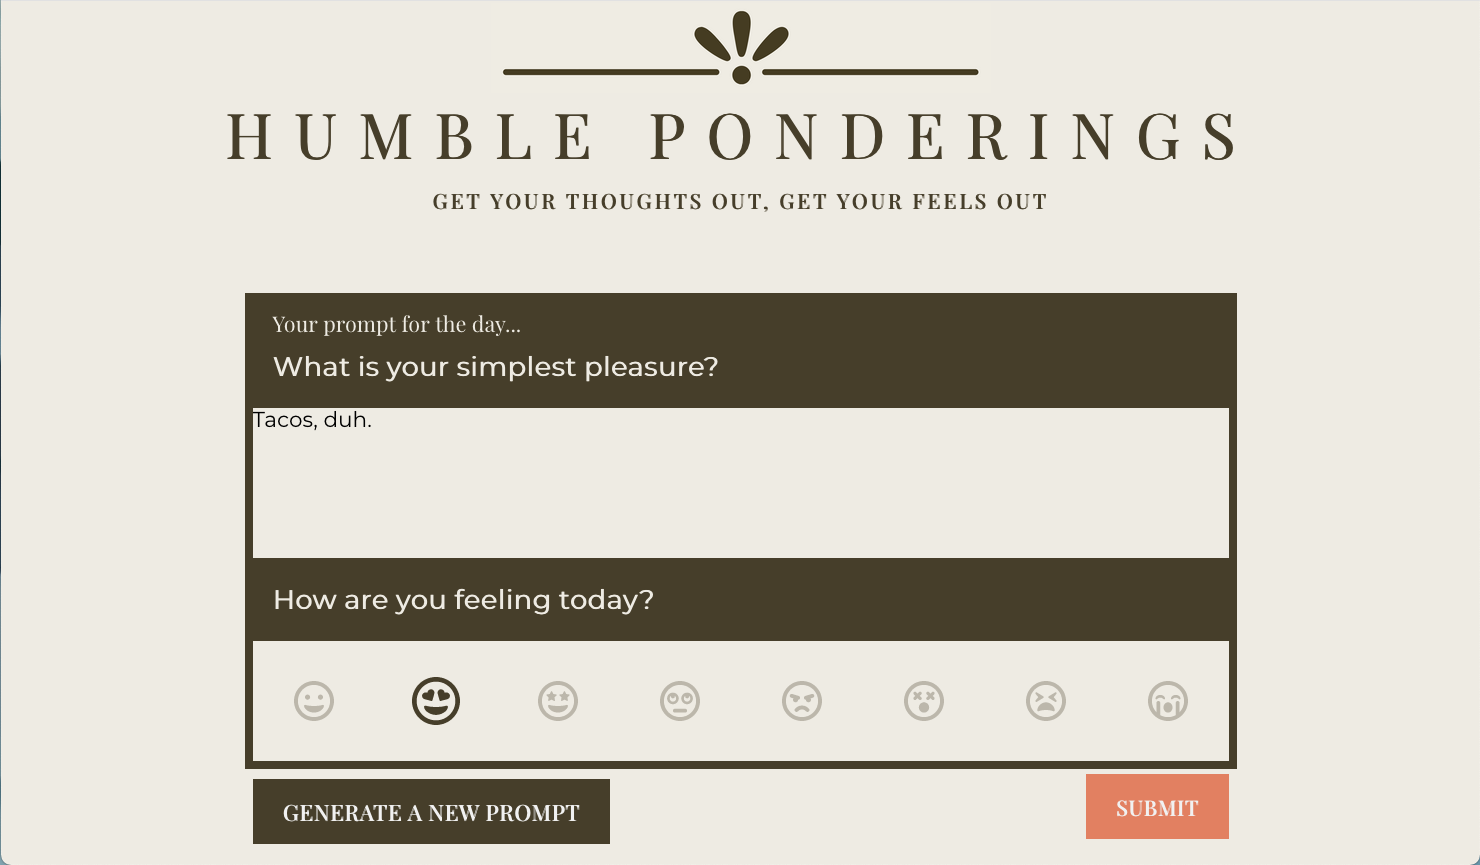 HUMBLE PONDERINGS
GET YOUR THOUGHTS OUT, GET YOUR FEELS OUT
Your prompt for the day...
What is your simplest pleasure?
Tacos, duh.
How are you feeling today?
GENERATE A NEW PROMPT
SUBMIT